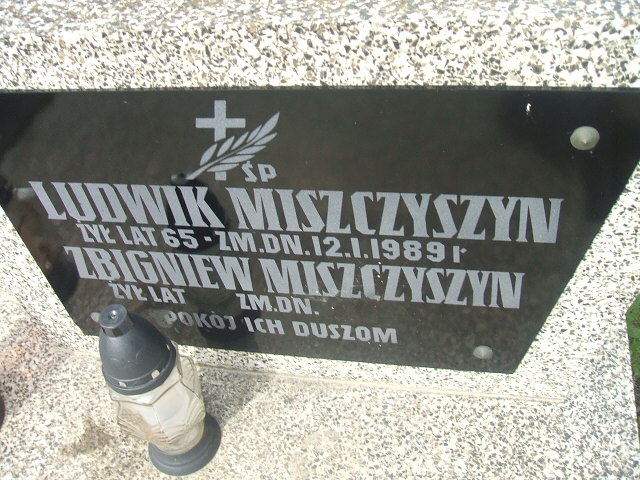 ŚP
LUDWIK MISZCZYSZYN
ŻYŁ LAT 65 - ZM.DN. 12.I.1989 r
ZBIGNIEW MISZCZYSZYN
ŻYŁ LAT ZM.DN.
POKÓJ ICH DUSZOM